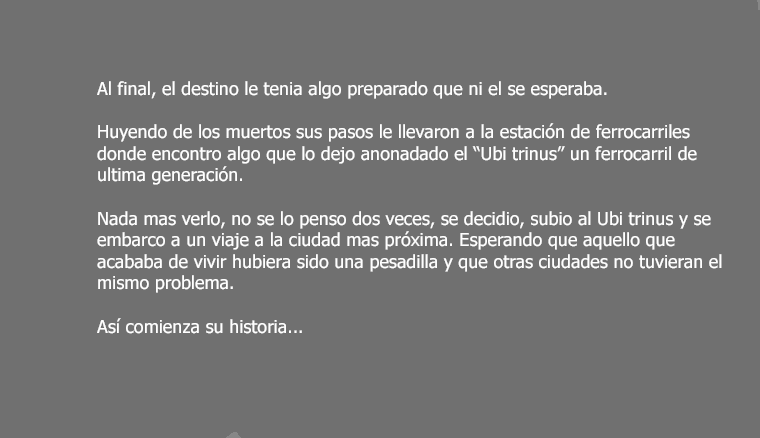 Al final, el destino le tenia algo preparado que ni el se esperaba.
Huyendo de los muertos sus pasos le llevaron a la estación de ferrocarriles
donde encontro algo que lo dejo anonadado el “Ubi trinus” un ferrocarril de
ultima generación.
Nada mas verlo, no se lo penso dos veces, se decidio, subio al Ubi trinus y se
embarco a un viaje a la ciudad mas próxima. Esperando que aquello que
acababa de vivir hubiera sido una pesadilla y que otras ciudades no tuvieran el
mismo problema.
Así comienza su historia...